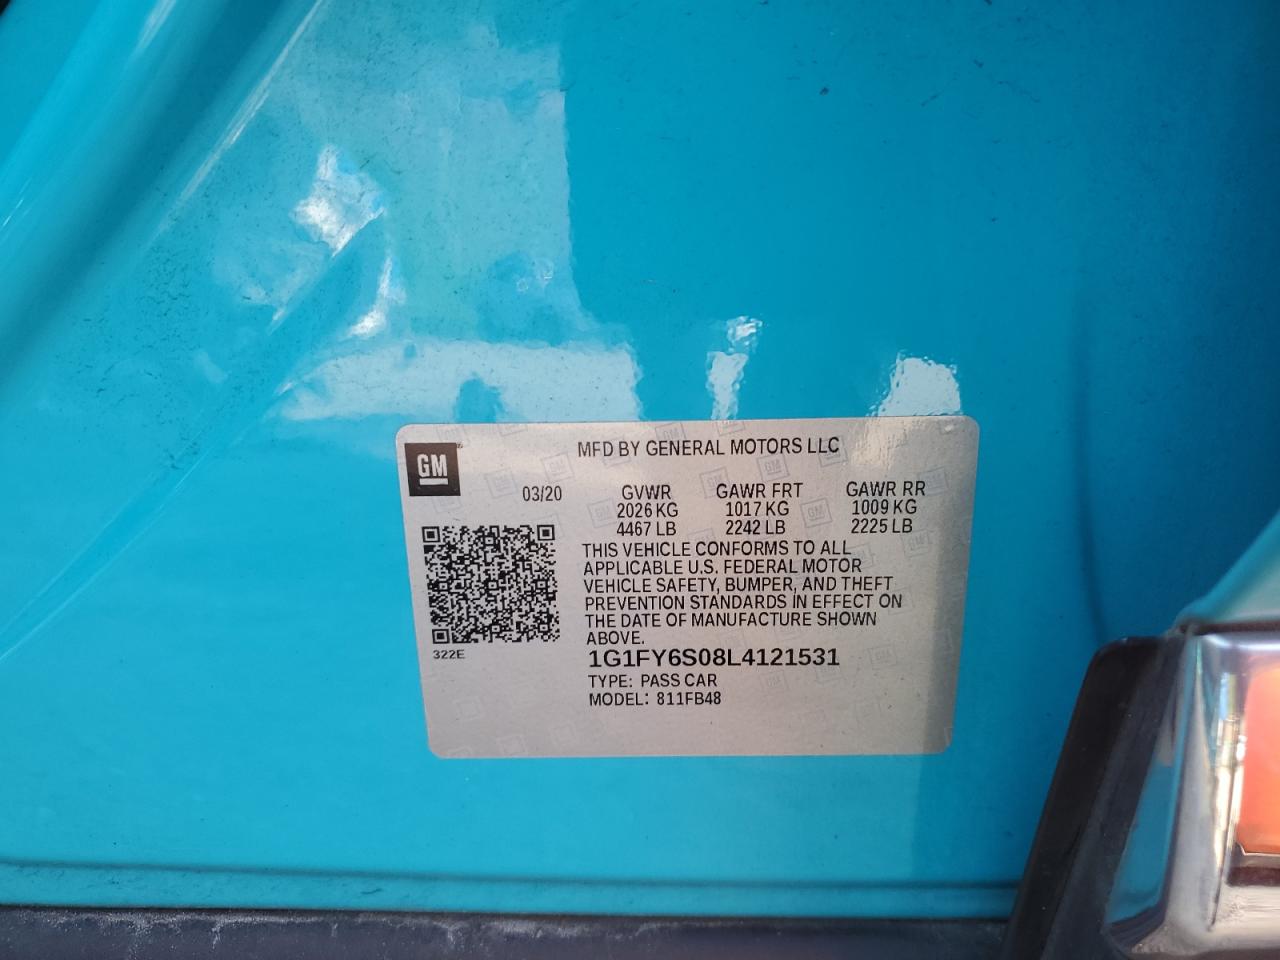 GM
MFD BY GENERAL MOTORS LLC
03/20
GVWR GAWR FRT GAWR RR
2026 KG 1017 KG 1009 KG
4467 LB 2242 LB 2225 LB
THIS VEHICLE CONFORMS TO ALL
APPLICABLE U.S. FEDERAL MOTOR
VEHICLE SAFETY, BUMPER, AND THEFT
PREVENTION STANDARDS IN EFFECT ON
THE DATE OF MANUFACTURE SHOWN
ABOVE.
322E
1G1FY6S08L4121531
TYPE: PASS CAR
MODEL: 811FB48